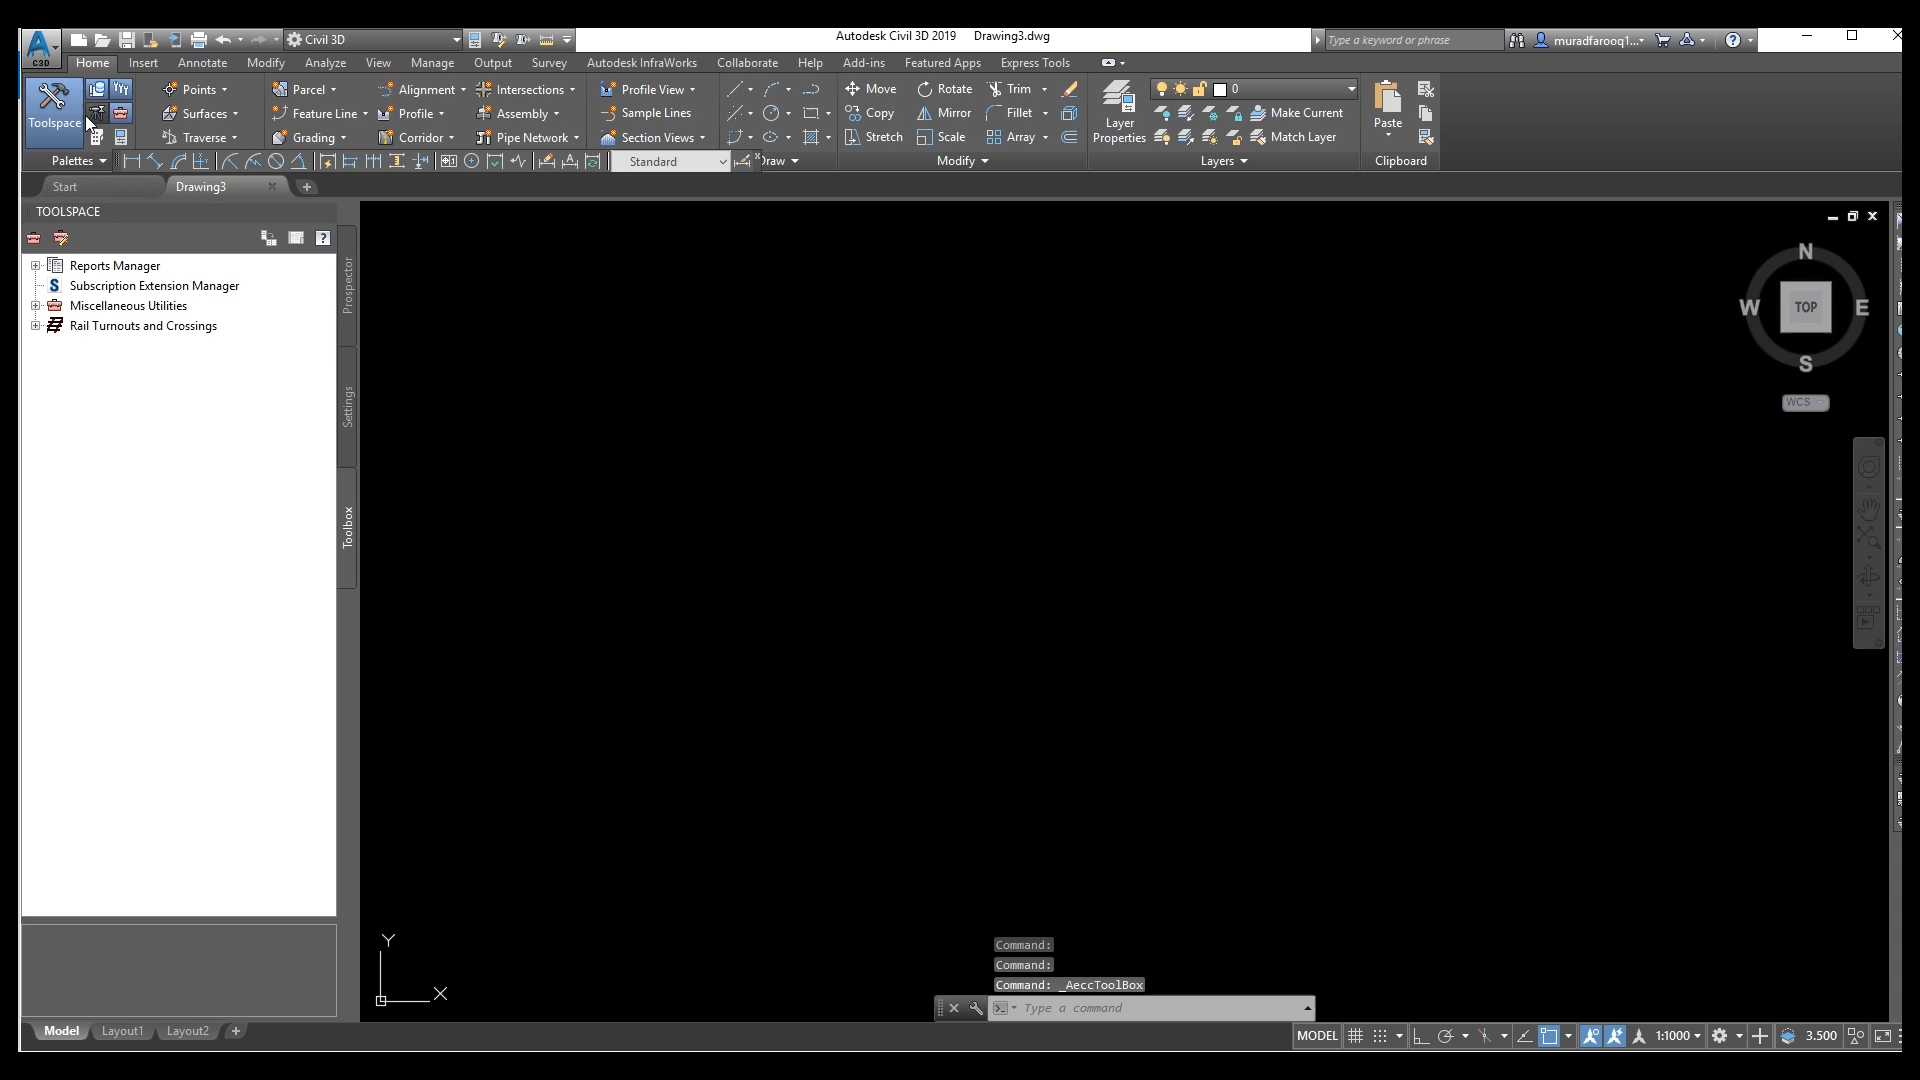 Civil 3D
Autodesk Civil 3D 2019 Drawing3.dwg
Type a keyword or phrase
muradfarooq1...
C3D
Home Insert Annotate Modify Analyze View Manage Output Survey Autodesk InfraWorks Collaborate Help Add-ins Featured Apps Express Tools
Points Parcel Alignment Intersections Profile View Move Rotate Trim 0
Toolspace Surfaces Feature Line Profile Assembly Sample Lines Copy Mirror Fillet Layer Properties Make Current Paste
Traverse Grading Corridor Pipe Network Section Views Stretch Scale Array Match Layer
Palettes Standard Draw Modify Layers Clipboard
Start Drawing3
TOOLSPACE
Reports Manager
Subscription Extension Manager
Miscellaneous Utilities
Rail Turnouts and Crossings
Prospector
Settings
Toolbox
N
W TOP E
S
WCS
Y
X
Command:
Command:
Command: _AeccToolBox
Type a command
Model Layout1 Layout2
MODEL 1:1000 3.500